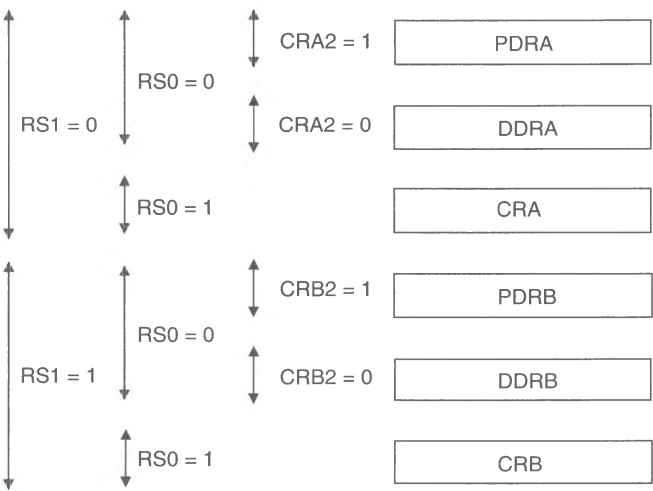 CRA2 = 1 PDRA
RS0 = 0
RS1 = 0 CRA2 = 0 DDRA
RS0 = 1 CRA
CRB2 = 1 PDRB
RS0 = 0
RS1 = 1 CRB2 = 0 DDRB
RS0 = 1 CRB